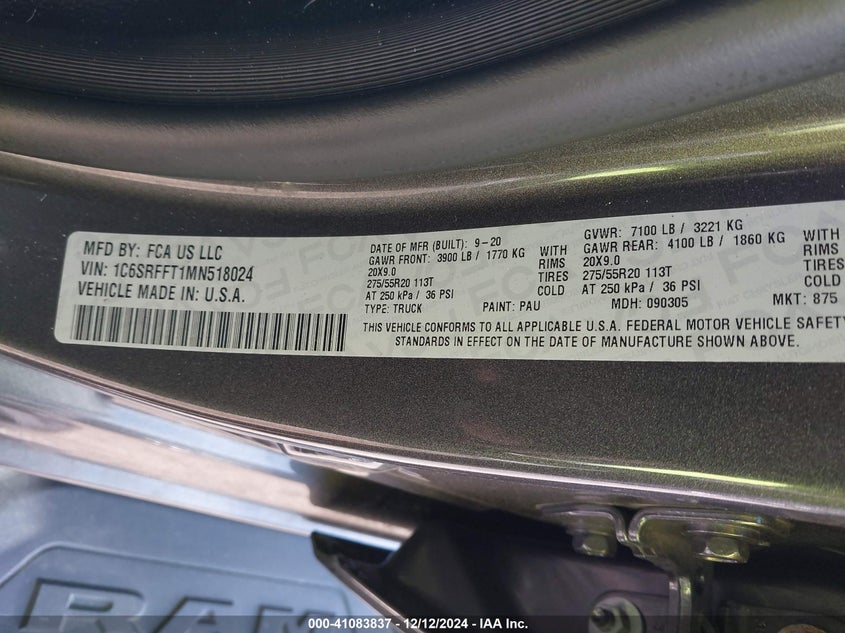 MFD BY: FCA US LLC
VIN: 1C6SRFFT1MN518024
VEHICLE MADE IN: U.S.A.
DATE OF MFR (BUILT): 9-20
GAWR FRONT: 3900 LB / 1770 KG WITH
20X9.0 RIMS
275/55R20 113T TIRES
AT 250 kPa / 36 PSI COLD
TYPE: TRUCK PAINT: PAU
GVWR: 7100 LB / 3221 KG
GAWR REAR: 4100 LB / 1860 KG WITH
20X9.0
275/55R20 113T
AT 250 kPa / 36 PSI
MDH: 090305 MKT: 875
THIS VEHICLE CONFORMS TO ALL APPLICABLE U.S.A. FEDERAL MOTOR VEHICLE SAFETY
STANDARDS IN EFFECT ON THE DATE OF MANUFACTURE SHOWN ABOVE.
RAM
000-41083837 - 12/12/2024 - IAA Inc.